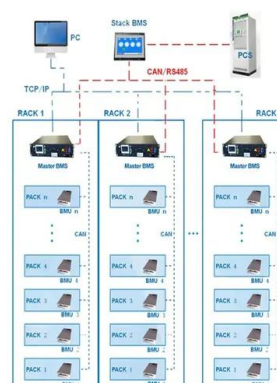 Stack BMS
PC
PCS
CAN/RS485
TCP/IP
RACK 1
RACK 2
RACK
Master BMS
Master BMS
Master BMS
PACK n
BMU n
PACK n
BMU n
PACK n
BMU n
CAN
CAN
CAN
PACK 4
BMU 4
PACK 4
BMU 4
PACK 4
BMU 4
PACK 3
BMU 3
PACK 3
BMU 3
PACK 3
BMU 3
PACK 2
BMU 2
PACK 2
BMU 2
PACK 2
BMU 2
PACK 1
PACK 1
PACK 1